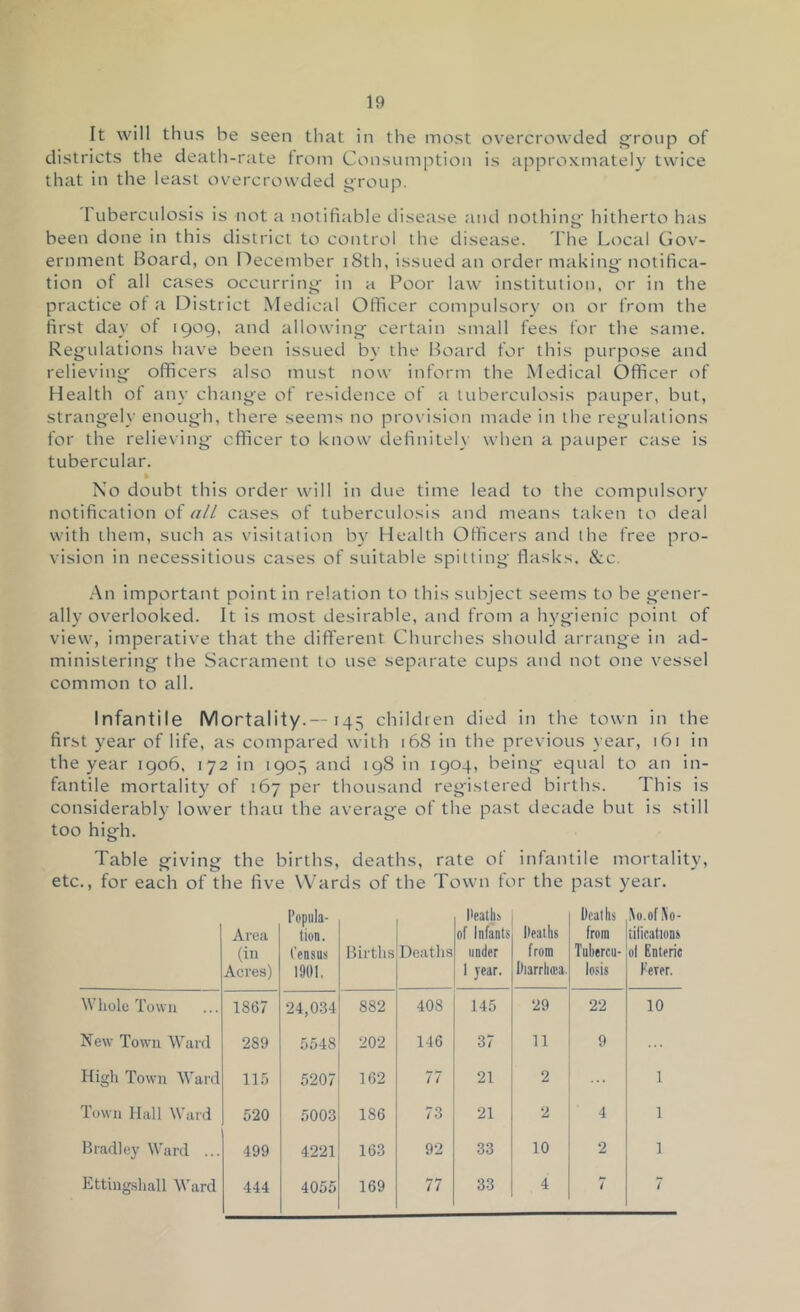 19
It will thus be seen that in the most overcrowded group of
districts the death-rate from Consumption is approxmately twice
that in the least overcrowded group.
Tuberculosis is not a notifiable disease and nothing hitherto has
been done in this district to control the disease. The Local Gov-
ernment Board, on December 18th, issued an order making notifica-
tion of all cases occurring in a Poor law institution, or in the
practice of a District Medical Officer compulsory on or from the
first day of 1909, and allowing certain small fees for the same.
Regulations have been issued by the Board for this purpose and
relieving officers also must now inform the Medical Officer of
Health of any change of residence of a tuberculosis pauper, but,
strangely enough, there seems no provision made in the regulations
for the relieving officer to know definitely when a pauper case is
tubercular.
No doubt this order will in due time lead to the compulsory
notification of all cases of tuberculosis and means taken to deal
with them, such as visitation by Health Officers and the free pro-
vision in necessitious cases of suitable spitting flasks, &c.
An important point in relation to this subject seems to be gener-
ally overlooked. It is most desirable, and from a hygienic point of
view, imperative that the different Churches should arrange in ad-
ministering the Sacrament to use separate cups and not one vessel
common to all.
Infantile Mortality.—145 children died in the town in the
first year of life, as compared with 168 in the previous year, 161 in
the year 1906, 172 in 1905 and 198 in 1904, being equal to an in-
fantile mortality of 167 per thousand registered births. This is
considerably lower thau the average of the past decade but is still
too high.
Table giving the births, deaths, rate of infantile mortality,
etc., for each of the five Wards of the Town for the past year.
Area (in Acres) Popula-tion. Census 1901. Births Deaths Deaths of Infants under 1 year. Deaths from Diarrhœa. Deaths from Tubercu-losis No. of No-tifications of Enteric Fever.
Whole Town ... 1867 24,034 882 408 145 29 22 10
New Town Ward 289 5548 202 146 37 11 9 ...
High Town Ward 115 5207 162 77 21 2 ... 1
Town Hall Ward 520 5003 186 73 21 2 4 1
Bradley Ward ... 499 4221 163 92 33 10 2 1
Ettingshall Ward 444 4055 169 77 33 4 7 7